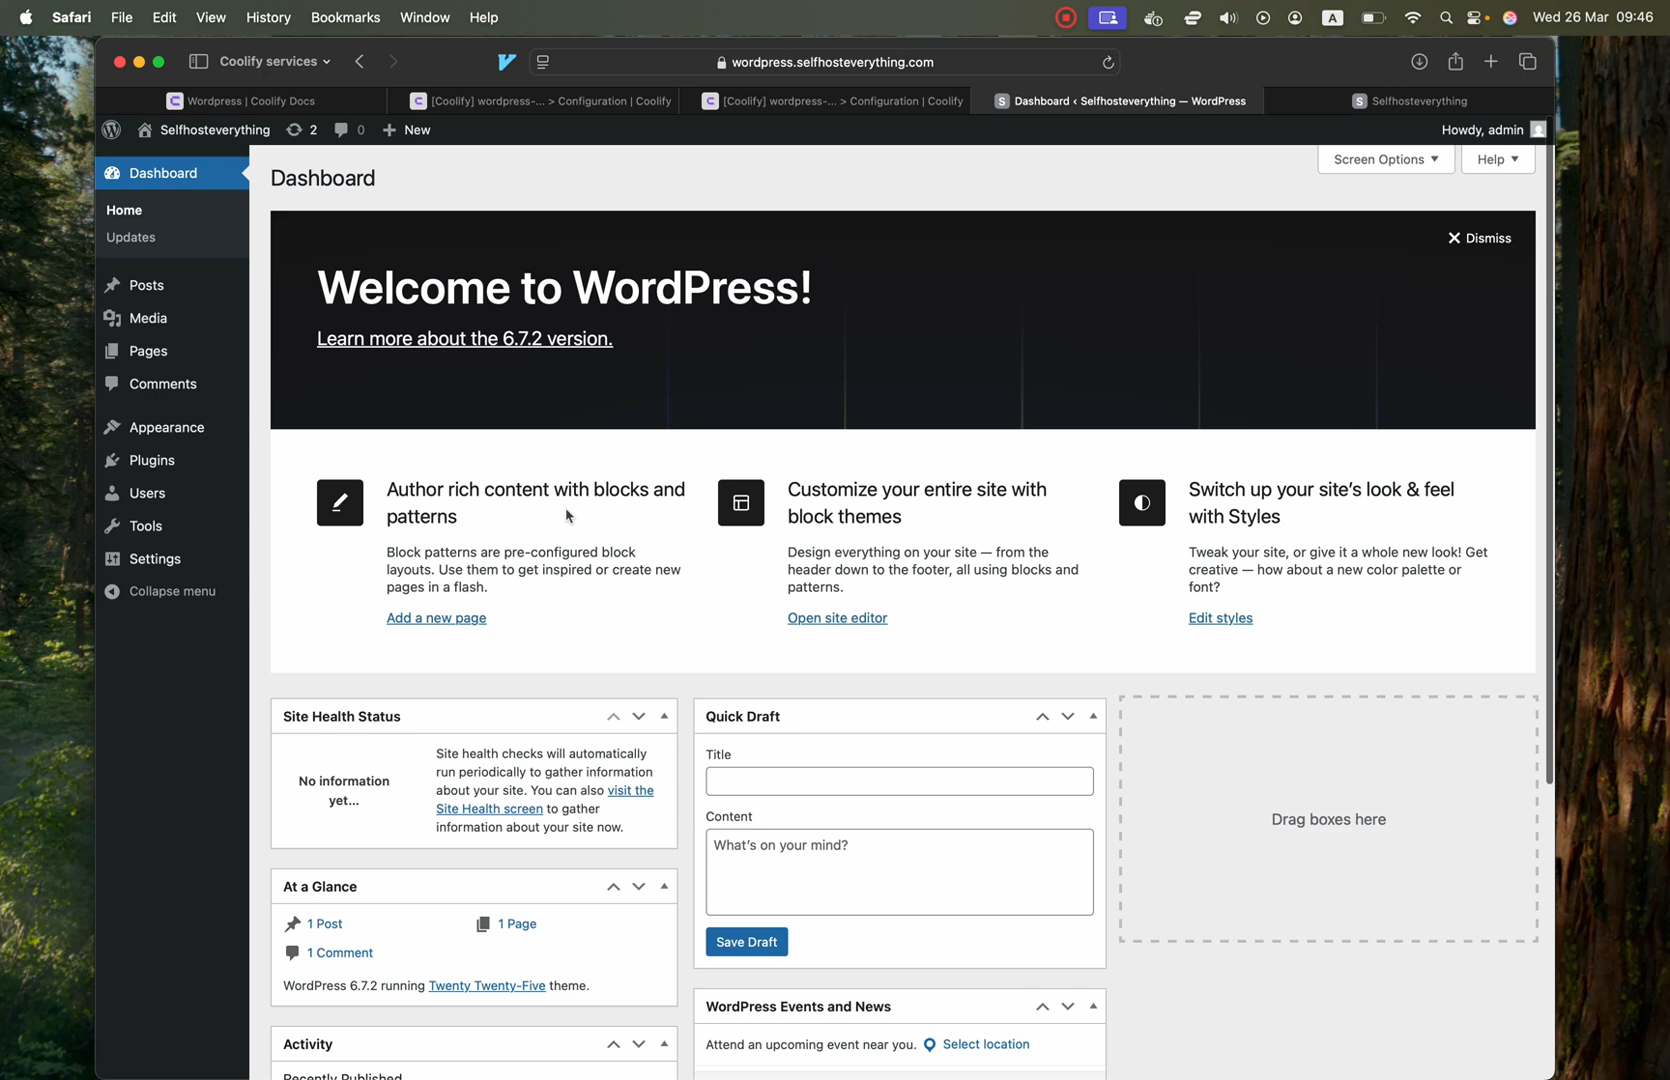 Safari File Edit View History Bookmarks Window Help
A
Wed 26 Mar 09:46
Coolify services
wordpress.selfhosteverything.com
C Wordpress | Coolify Docs
C [Coolify] wordpress-... > Configuration | Coolify
C [Coolify] wordpress-... > Configuration | Coolify
S Dashboard ‹ Selfhosteverything — WordPress
S Selfhosteverything
Selfhosteverything 2 0 New
Howdy, admin
Screen Options
Help
Dashboard
Home
Updates
Posts
Media
Pages
Comments
Appearance
Plugins
Users
Tools
Settings
Collapse menu
Dashboard
Dismiss
Welcome to WordPress!
Learn more about the 6.7.2 version.
Author rich content with blocks and
patterns
Block patterns are pre-configured block
layouts. Use them to get inspired or create new
pages in a flash.
Add a new page
Customize your entire site with
block themes
Design everything on your site — from the
header down to the footer, all using blocks and
patterns.
Open site editor
Switch up your site's look & feel
with Styles
Tweak your site, or give it a whole new look! Get
creative — how about a new color palette or
font?
Edit styles
Site Health Status
No information
yet...
Site health checks will automatically
run periodically to gather information
about your site. You can also visit the
Site Health screen to gather
information about your site now.
At a Glance
1 Post
1 Page
1 Comment
WordPress 6.7.2 running Twenty Twenty-Five theme.
Activity
Recently Published
Quick Draft
Title
Content
What's on your mind?
Save Draft
WordPress Events and News
Attend an upcoming event near you. Select location
Drag boxes here